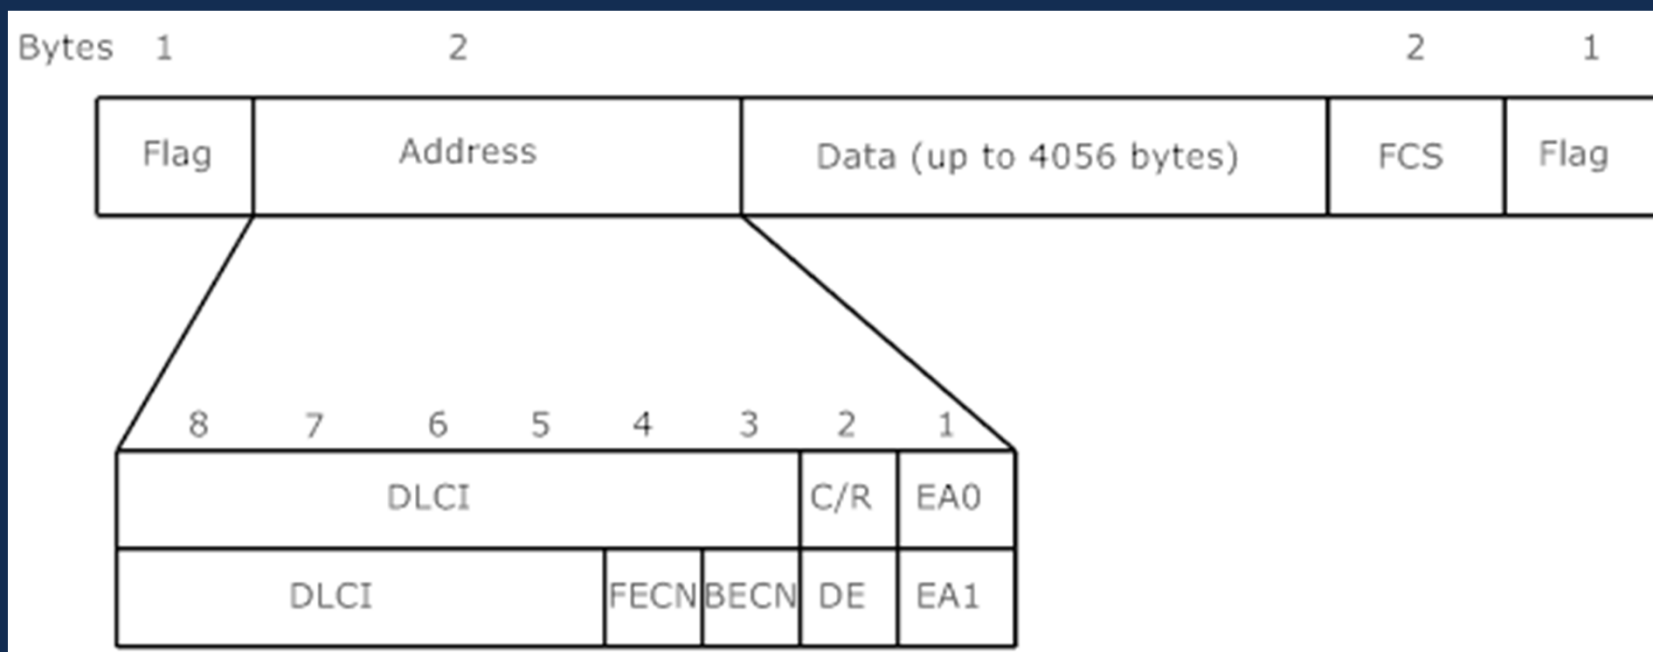 Bytes 1 2 2 1
Flag Address Data (up to 4056 bytes) FCS Flag
8 7 6 5 4 3 2 1
DLCI C/R EA0
DLCI FECN BECN DE EA1